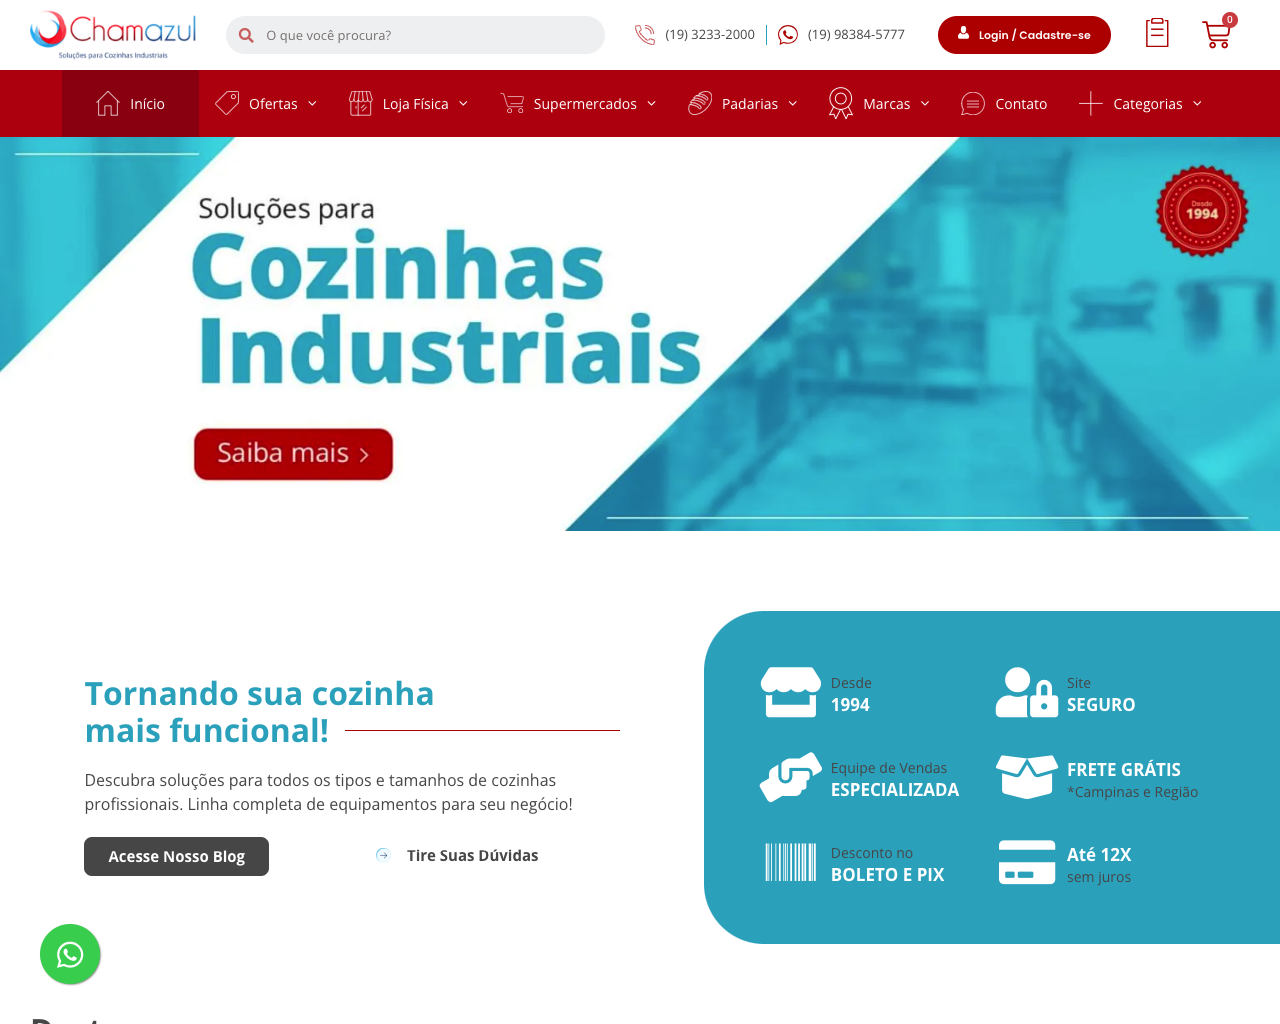 Chamazul
Soluções para Cozinhas Industriais
O que você procura?
(19) 3233-2000
(19) 98384-5777
Login / Cadastre-se
0
Início
Ofertas
Loja Física
Supermercados
Padarias
Marcas
Contato
Categorias
Soluções para
Cozinhas
Industriais
Saiba mais
Desde
1994
Tornando sua cozinha
mais funcional!
Descubra soluções para todos os tipos e tamanhos de cozinhas
profissionais. Linha completa de equipamentos para seu negócio!
Acesse Nosso Blog
Tire Suas Dúvidas
Desde
1994
Site
SEGURO
Equipe de Vendas
ESPECIALIZADA
FRETE GRÁTIS
*Campinas e Região
Desconto no
BOLETO E PIX
Até 12X
sem juros